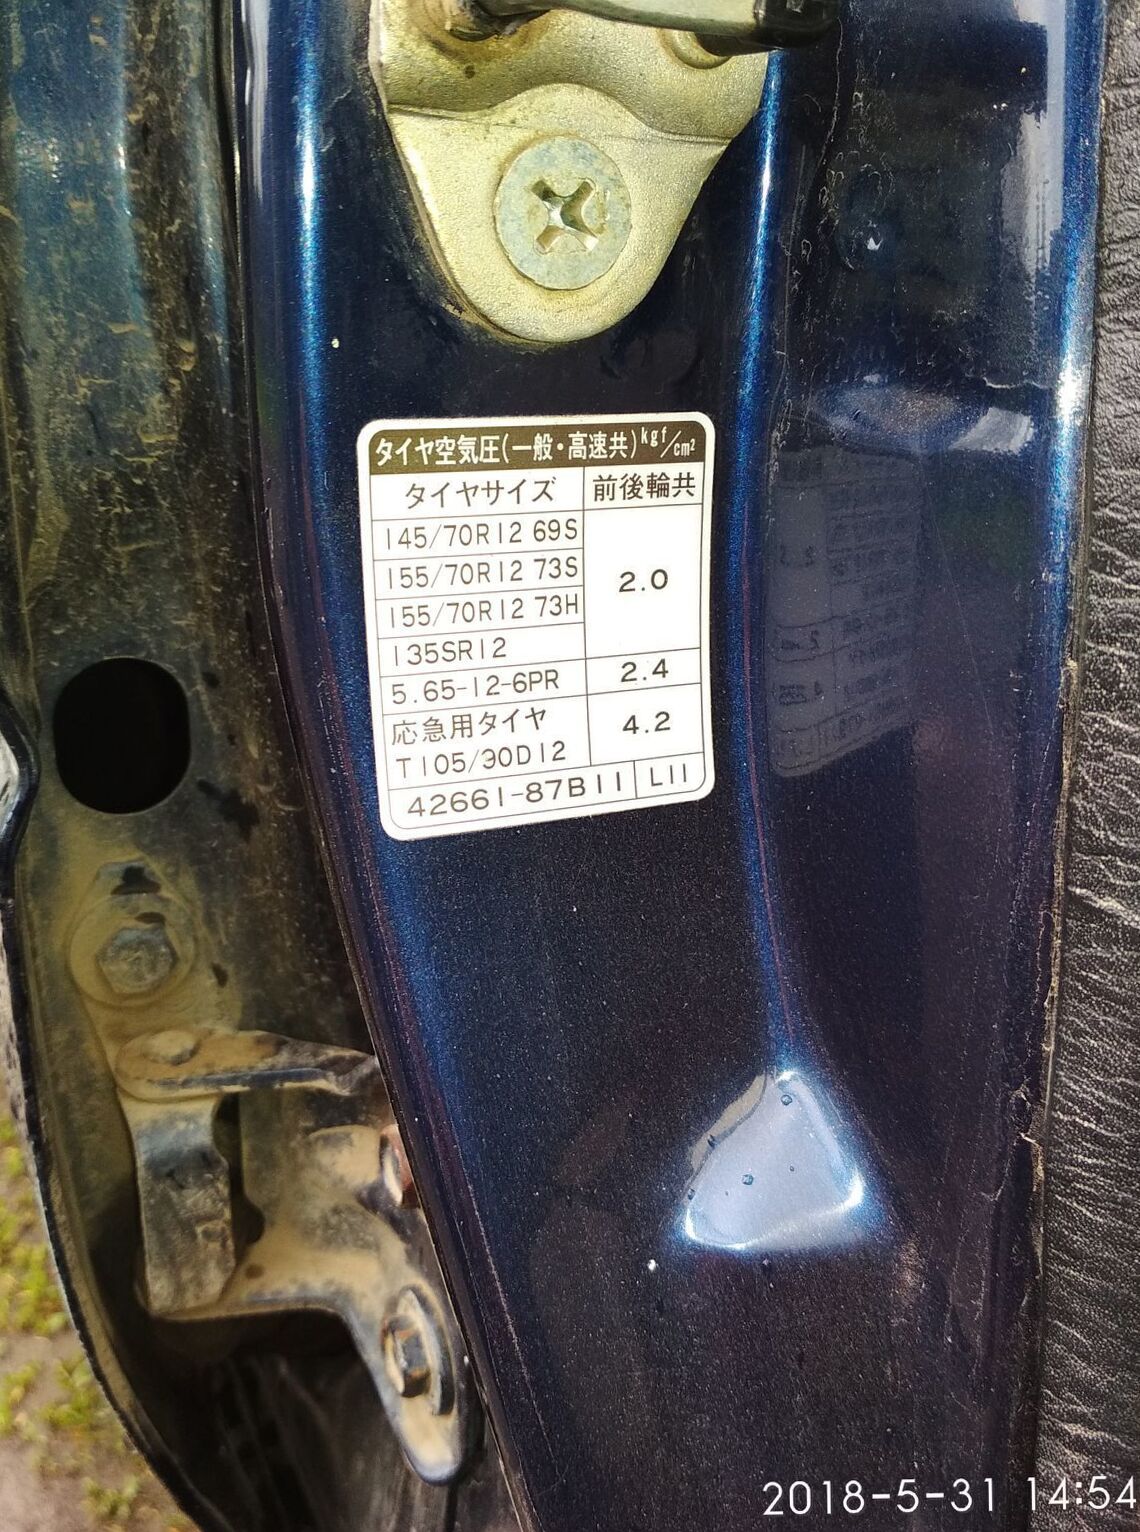 タイヤ空気圧(一般・高速共)kgf/cm²
タイヤサイズ 前後輪共
145/70R12 69S
155/70R12 73S
2.0
155/70R12 73H
135SR12
5.65-12-6PR 2.4
応急用タイヤ
4.2
T105/90D12
42661-87B11 L11
2018-5-31 14:54